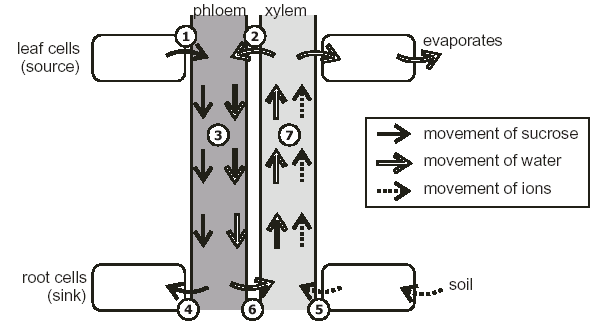 phloem xylem
1
2
leaf cells
(source)
evaporates
3
7
movement of sucrose
movement of water
movement of ions
root cells
(sink)
soil
4
6
5